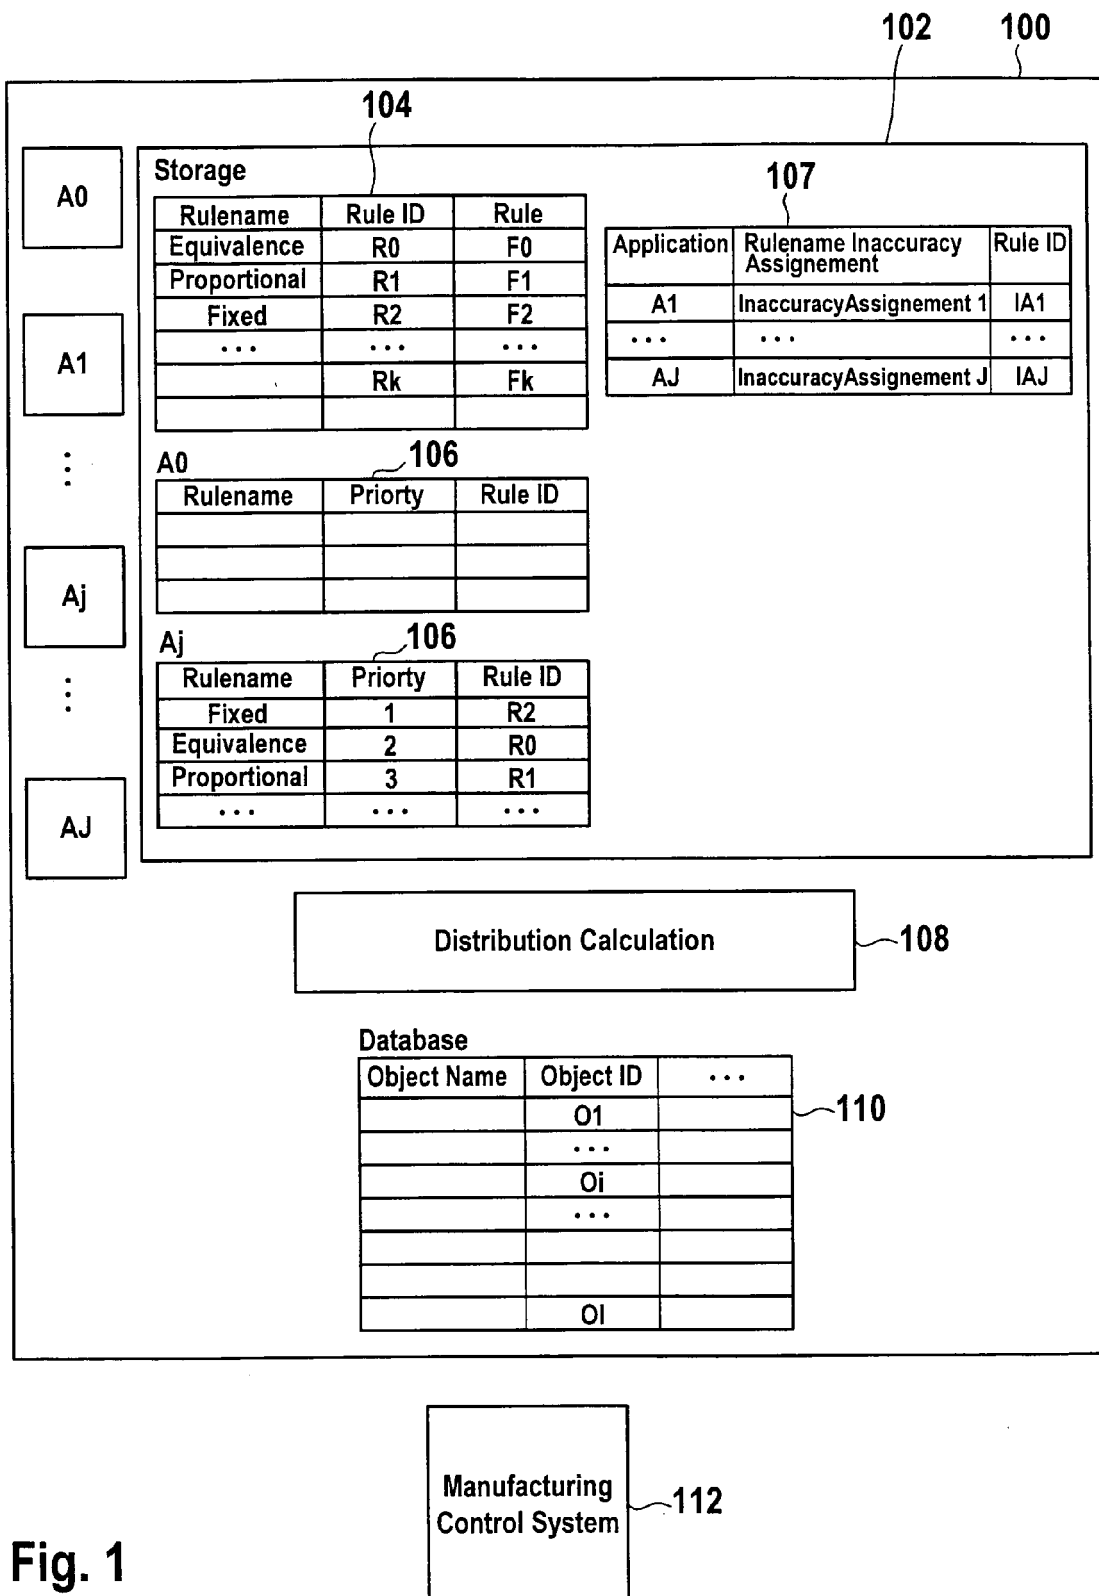 102 100
104
Storage
107
A0
Rulename Rule ID Rule
Equivalence R0 F0
Proportional R1 F1
Fixed R2 F2
... ... ...
Rk Fk
Application Rulename Inaccuracy Assignement Rule ID
A1 InaccuracyAssignement 1 IA1
... ... ...
AJ InaccuracyAssignement J IAJ
A1
...
A0 106
Rulename Priorty Rule ID
Aj
...
Aj 106
Rulename Priorty Rule ID
Fixed 1 R2
Equivalence 2 R0
Proportional 3 R1
... ... ...
AJ
Distribution Calculation 108
Database
Object Name Object ID ...
O1 110
...
Oi
...
OI
Manufacturing
Control System
112
Fig. 1